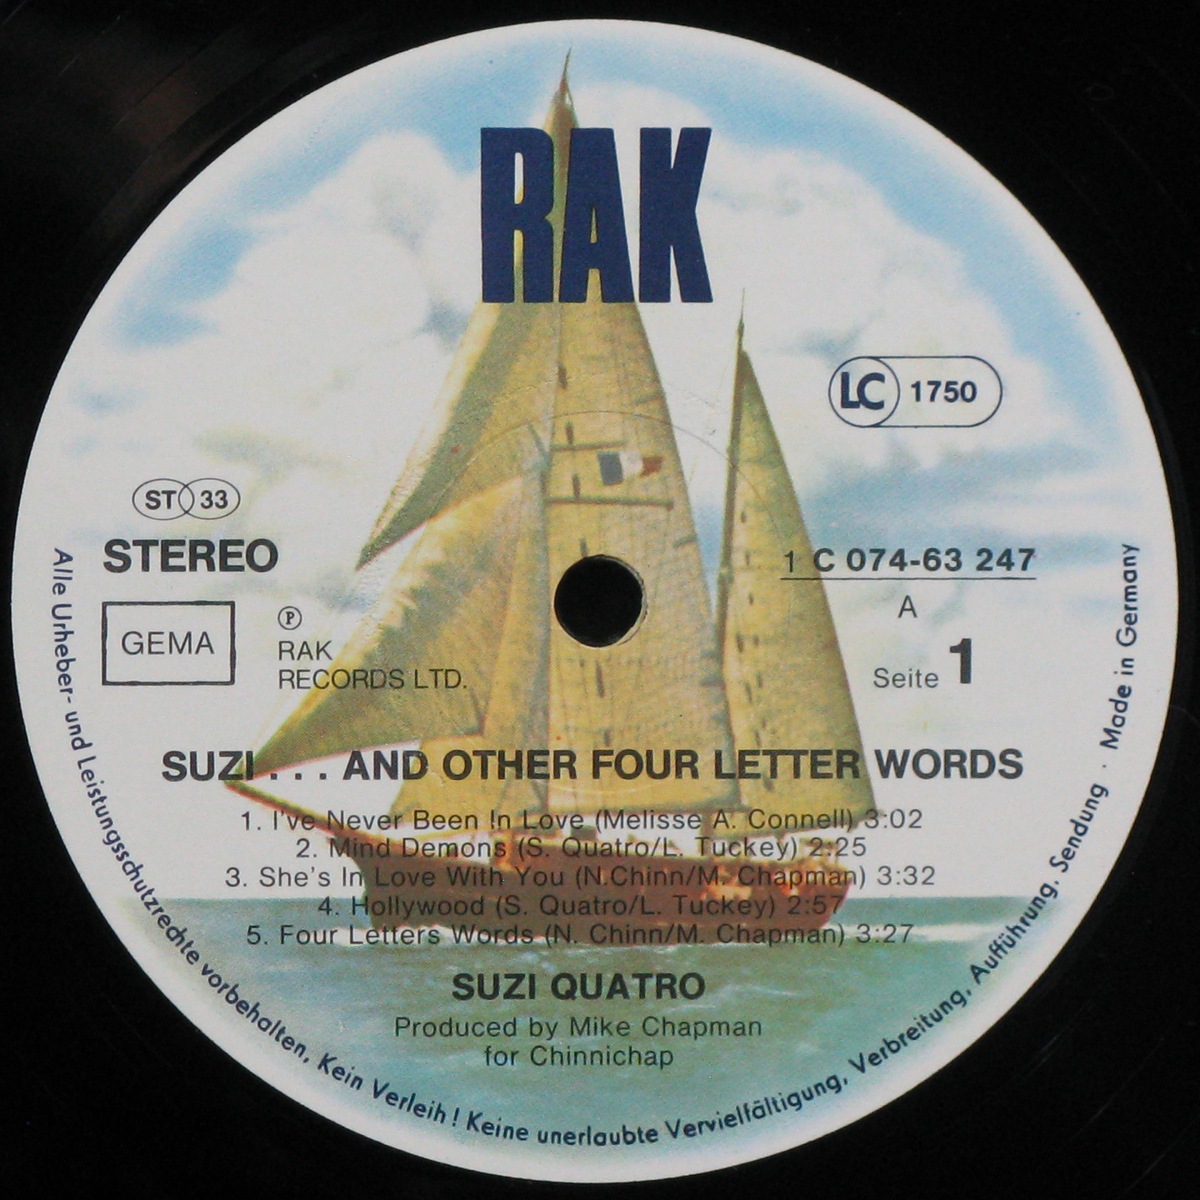 RAK
LC 1750
ST 33
STEREO
GEMA
℗
RAK
RECORDS LTD.
1 C 074-63 247
A
Seite 1
SUZI . . . AND OTHER FOUR LETTER WORDS
1. I've Never Been In Love (Melisse A. Connell) 3:02
2. Mind Demons (S. Quatro/L. Tuckey) 2:25
3. She's In Love With You (N.Chinn/M. Chapman) 3:32
4. Hollywood (S. Quatro/L. Tuckey) 2:57
5. Four Letters Words (N. Chinn/M. Chapman) 3:27
SUZI QUATRO
Produced by Mike Chapman
for Chinnichap
Alle Urheber- und Leistungsschutzrechte vorbehalten, Kein Verleih! Keine unerlaubte Vervielfältigung, Verbreitung, Aufführung, Sendung · Made in Germany